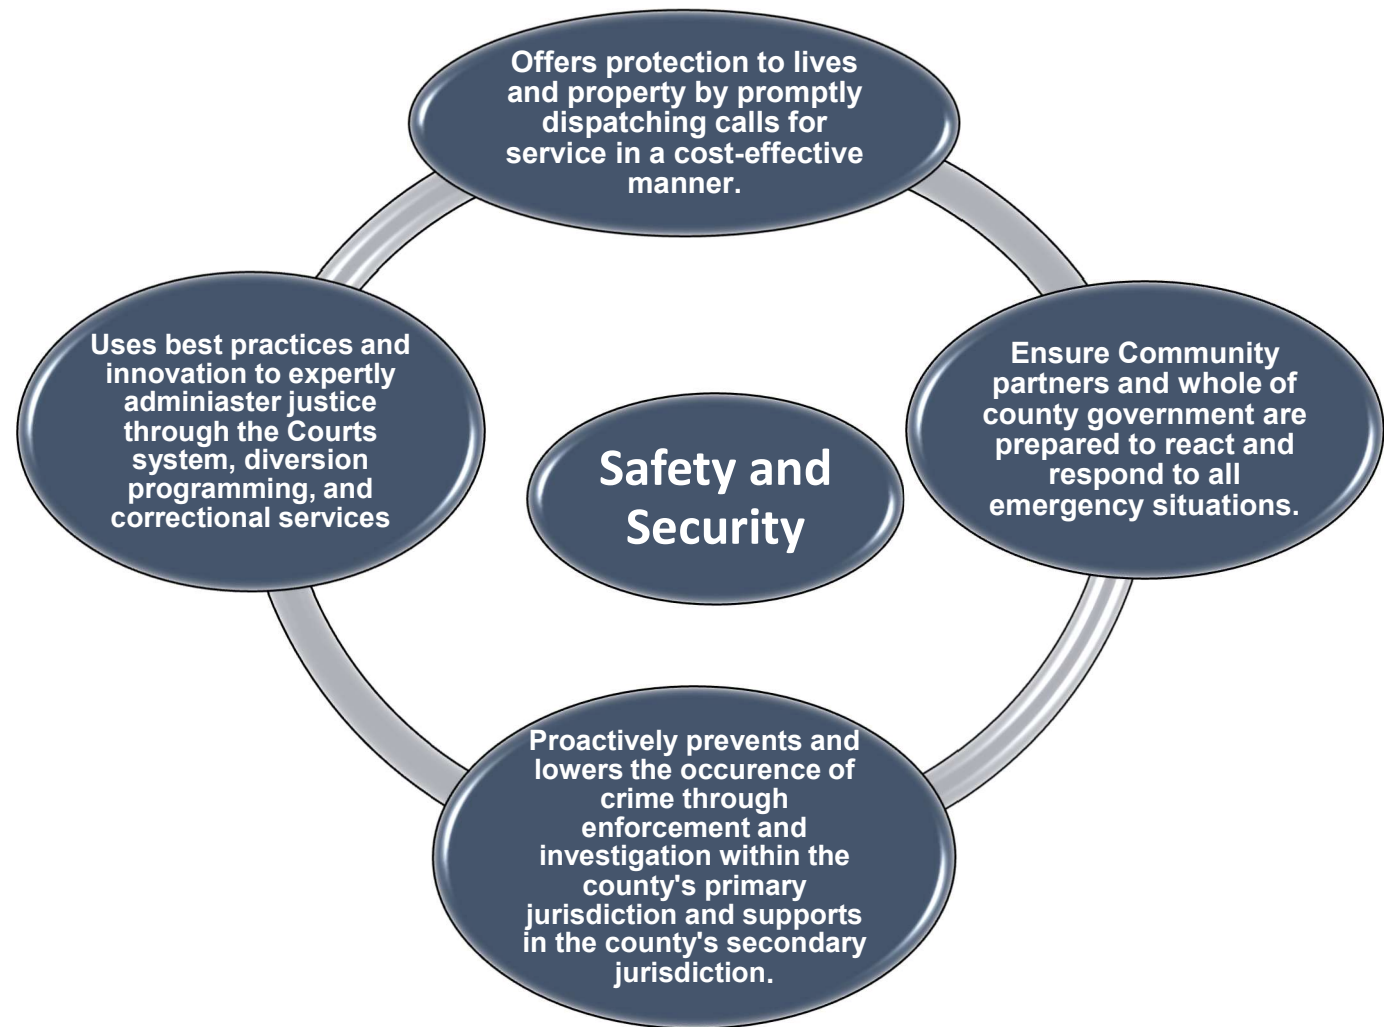 Offers protection to lives
and property by promptly
dispatching calls for
service in a cost-effective
manner.
Uses best practices and
innovation to expertly
adminiaster justice
through the Courts
system, diversion
programming, and
correctional services
Safety and
Security
Ensure Community
partners and whole of
county government are
prepared to react and
respond to all
emergency situations.
Proactively prevents and
lowers the occurence of
crime through
enforcement and
investigation within the
county's primary
jurisdiction and supports
in the county's secondary
jurisdiction.